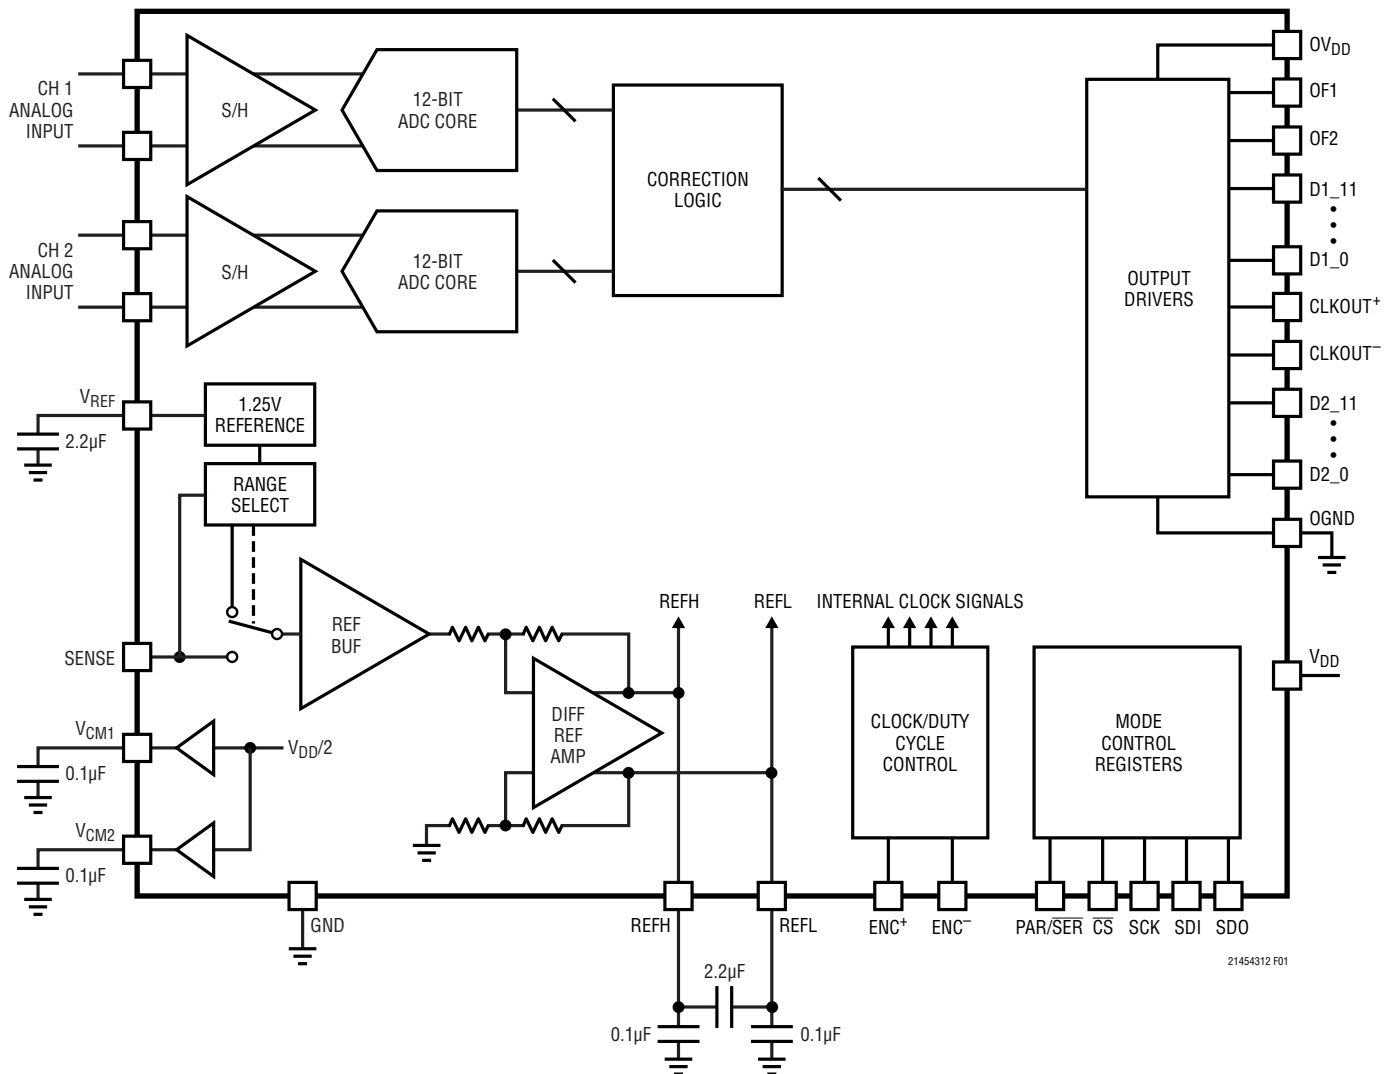 CH 1
ANALOG
INPUT
S/H
12-BIT
ADC CORE
CORRECTION
LOGIC
CH 2
ANALOG
INPUT
S/H
12-BIT
ADC CORE
OUTPUT
DRIVERS
OVDD
OF1
OF2
D1_11
D1_0
CLKOUT+
CLKOUT–
D2_11
D2_0
OGND
VREF
2.2µF
1.25V
REFERENCE
RANGE
SELECT
SENSE
REF
BUF
DIFF
REF
AMP
REFH
REFL
INTERNAL CLOCK SIGNALS
CLOCK/DUTY
CYCLE
CONTROL
MODE
CONTROL
REGISTERS
VDD
VCM1
0.1µF
VDD/2
VCM2
0.1µF
GND
REFH
REFL
ENC+
ENC–
PAR/SER
CS
SCK
SDI
SDO
2.2µF
0.1µF
0.1µF
21454312 F01